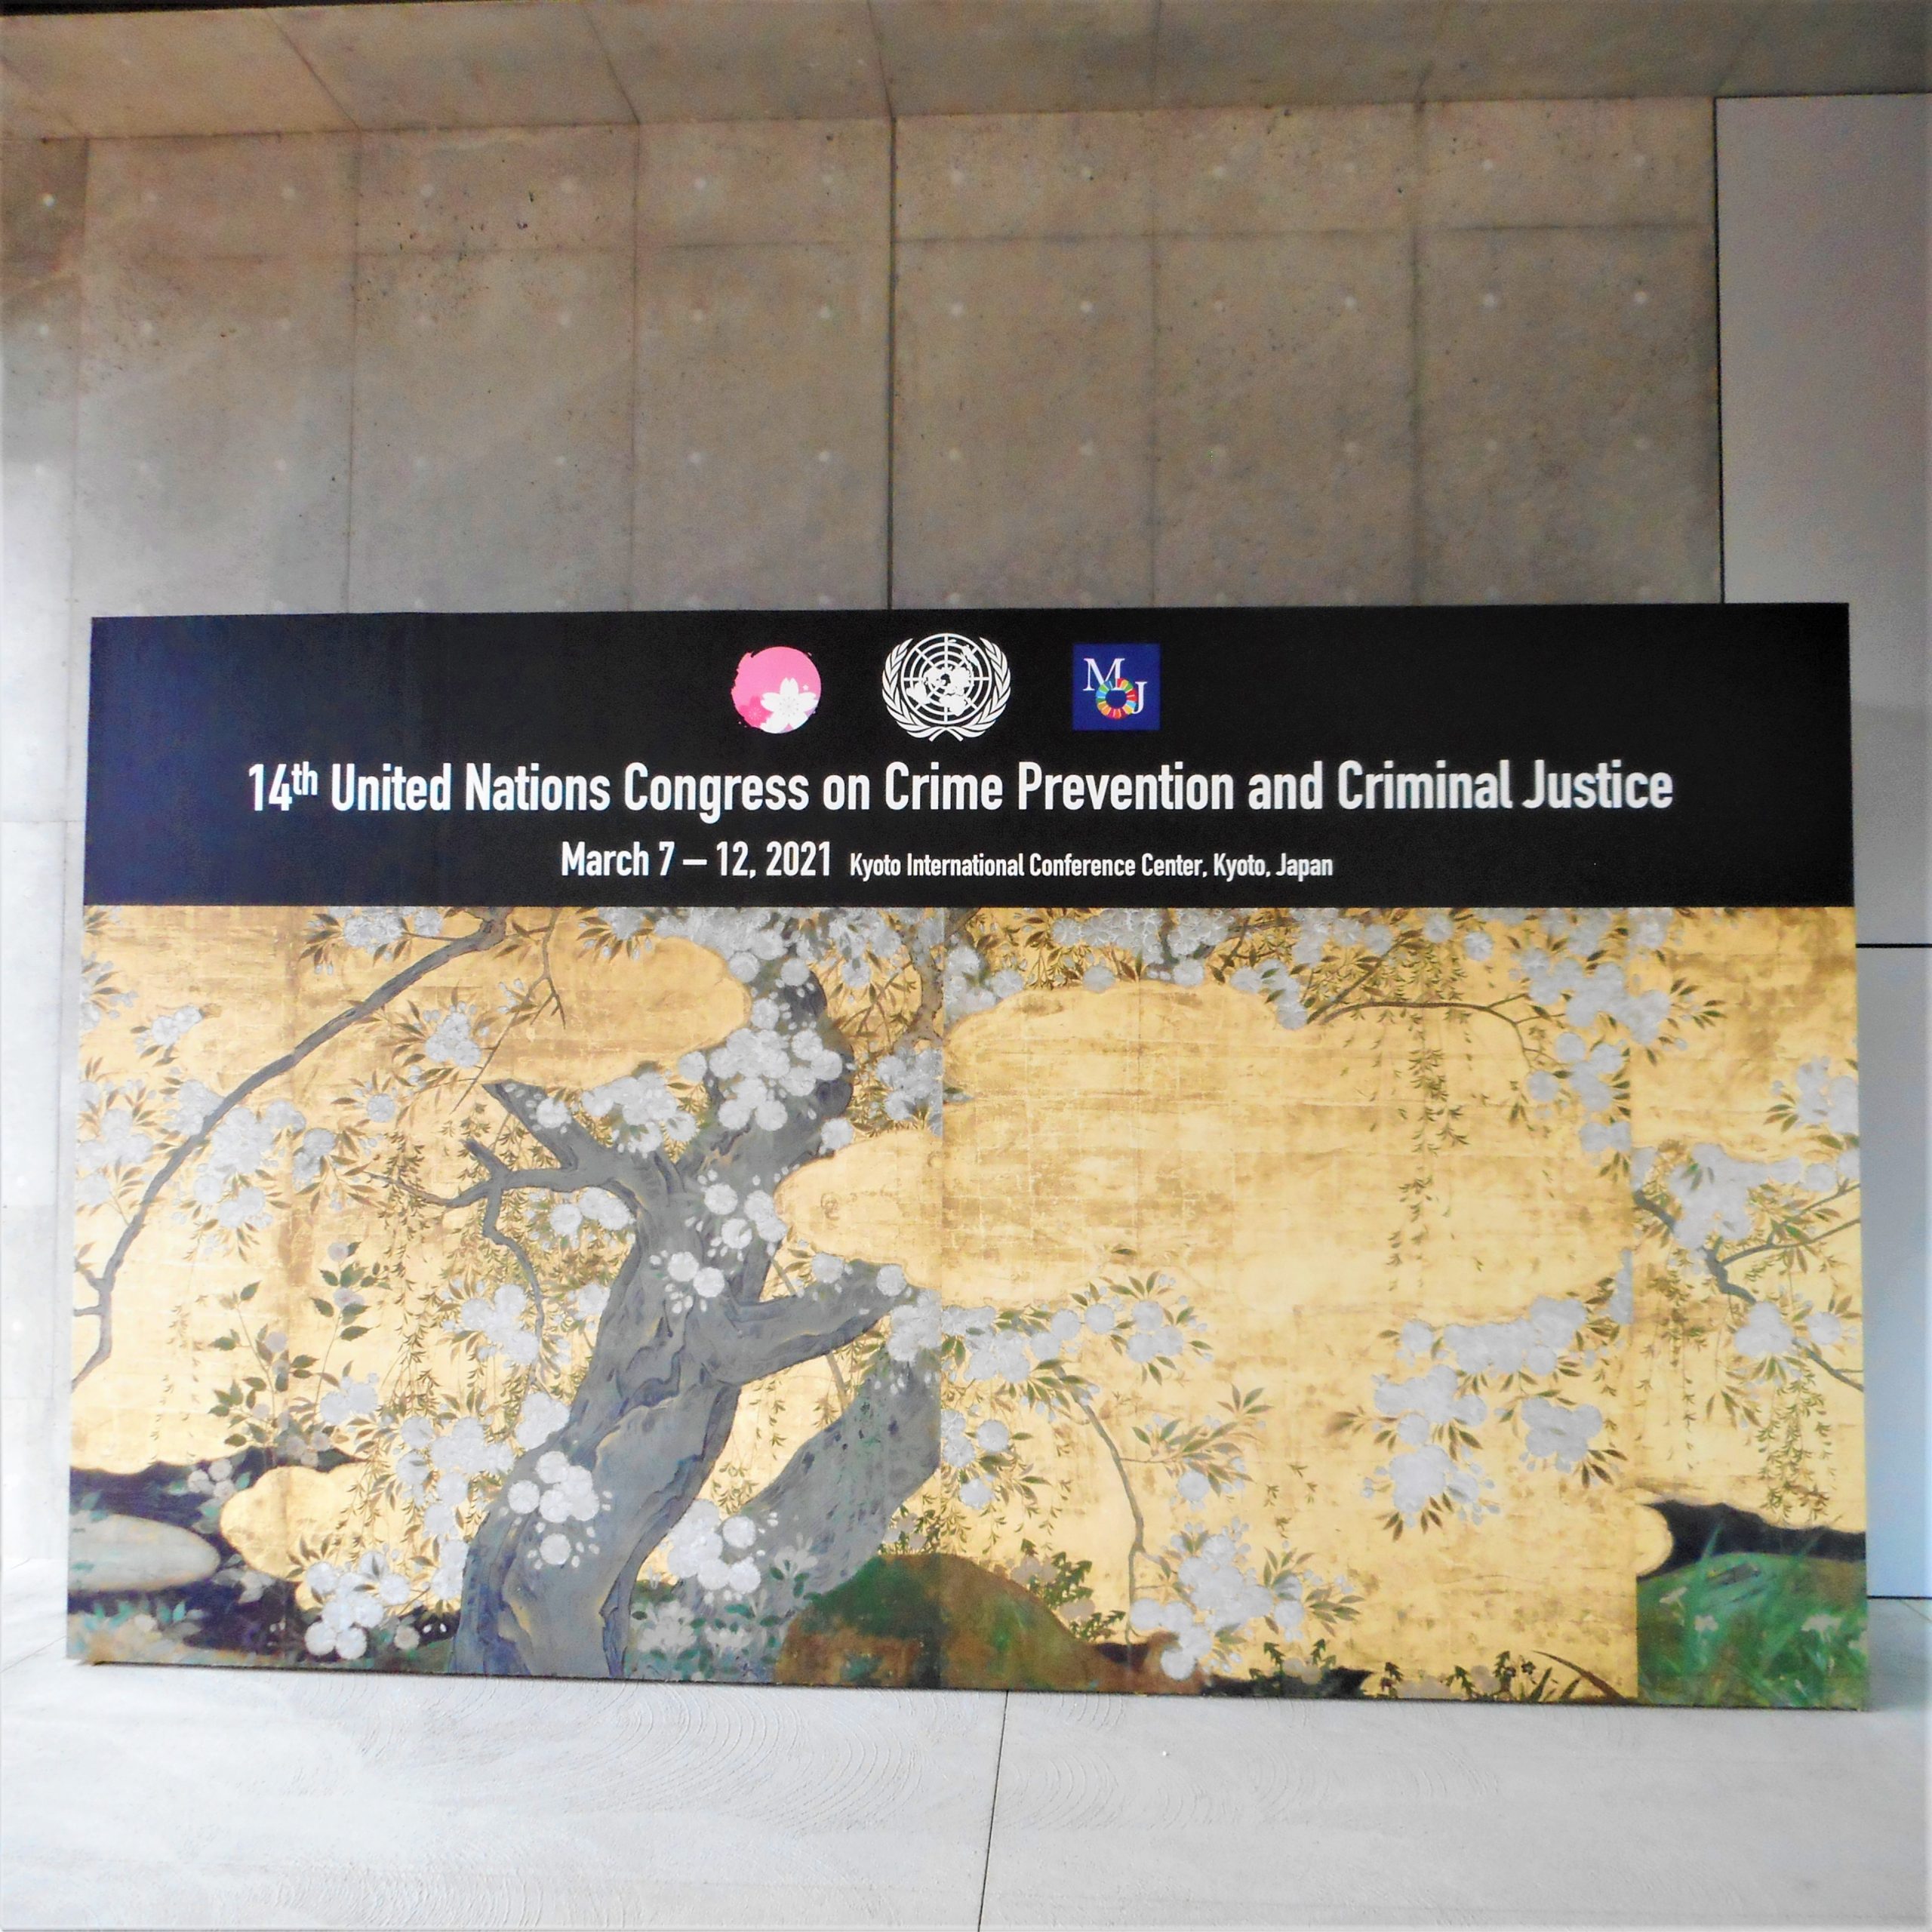 MOJ
14th United Nations Congress on Crime Prevention and Criminal Justice
March 7 – 12, 2021 Kyoto International Conference Center, Kyoto, Japan